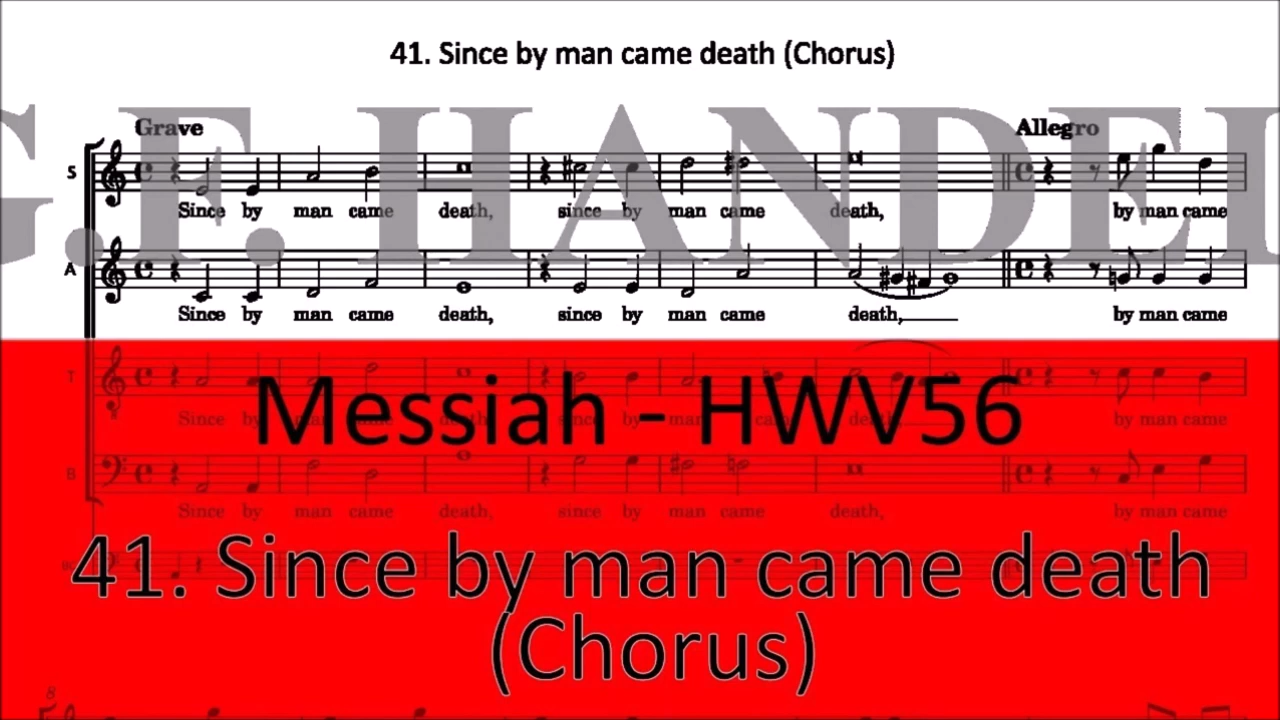 41. Since by man came death (Chorus)
G.F. HANDEL
Grave Allegro
S
Since by man came death, since by man came death, by man came
A
Since by man came death, since by man came death, by man came
T
Messiah - HWV56
Since by man came death, since by man came death, by man came
B
Since by man came death, since by man came death, by man came
41. Since by man came death
(Chorus)
8